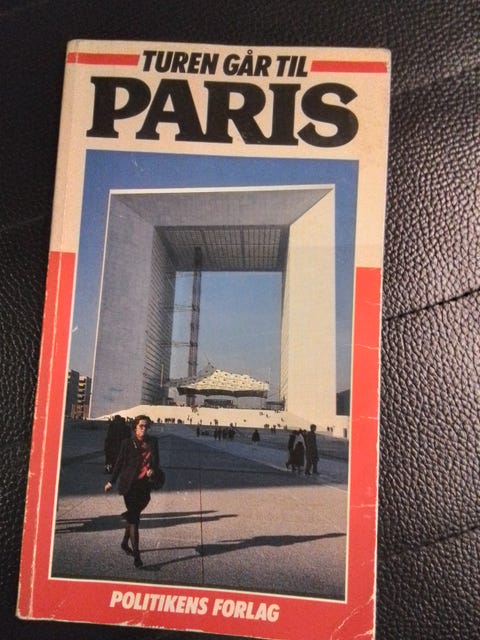 TUREN GÅR TIL
PARIS
POLITIKENS FORLAG